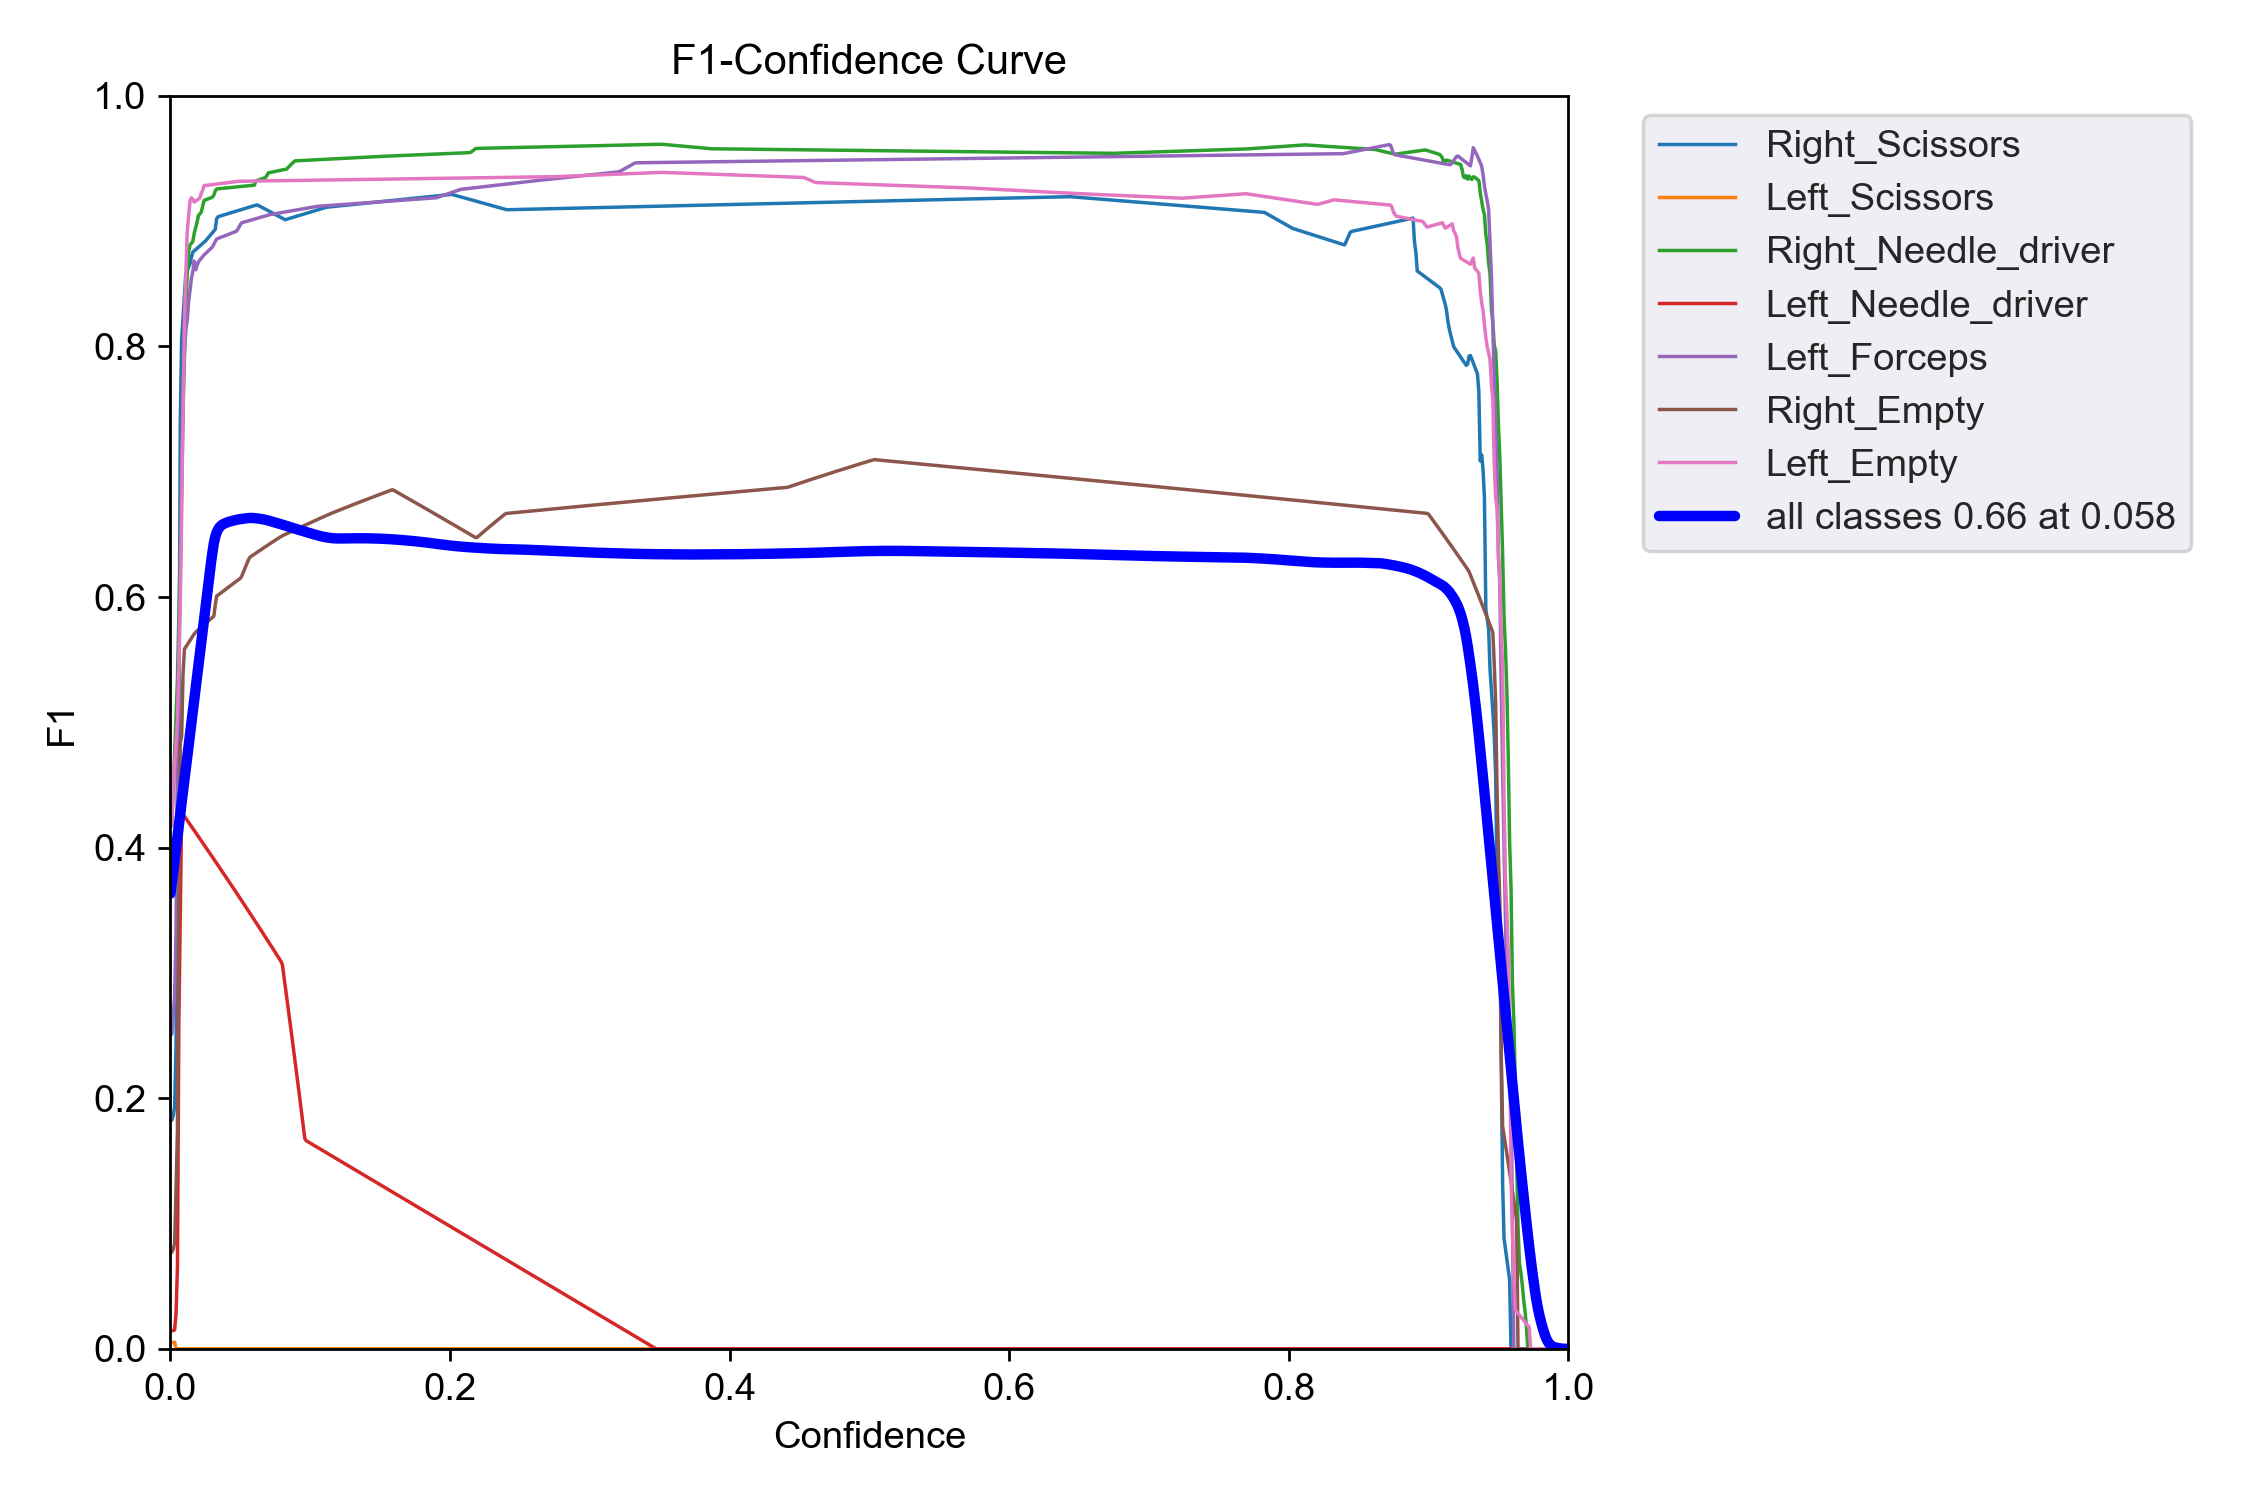 F1-Confidence Curve
1.0
0.8
0.6
0.4
0.2
0.0
F1
0.0 0.2 0.4 0.6 0.8 1.0
Confidence
Right_Scissors
Left_Scissors
Right_Needle_driver
Left_Needle_driver
Left_Forceps
Right_Empty
Left_Empty
all classes 0.66 at 0.058